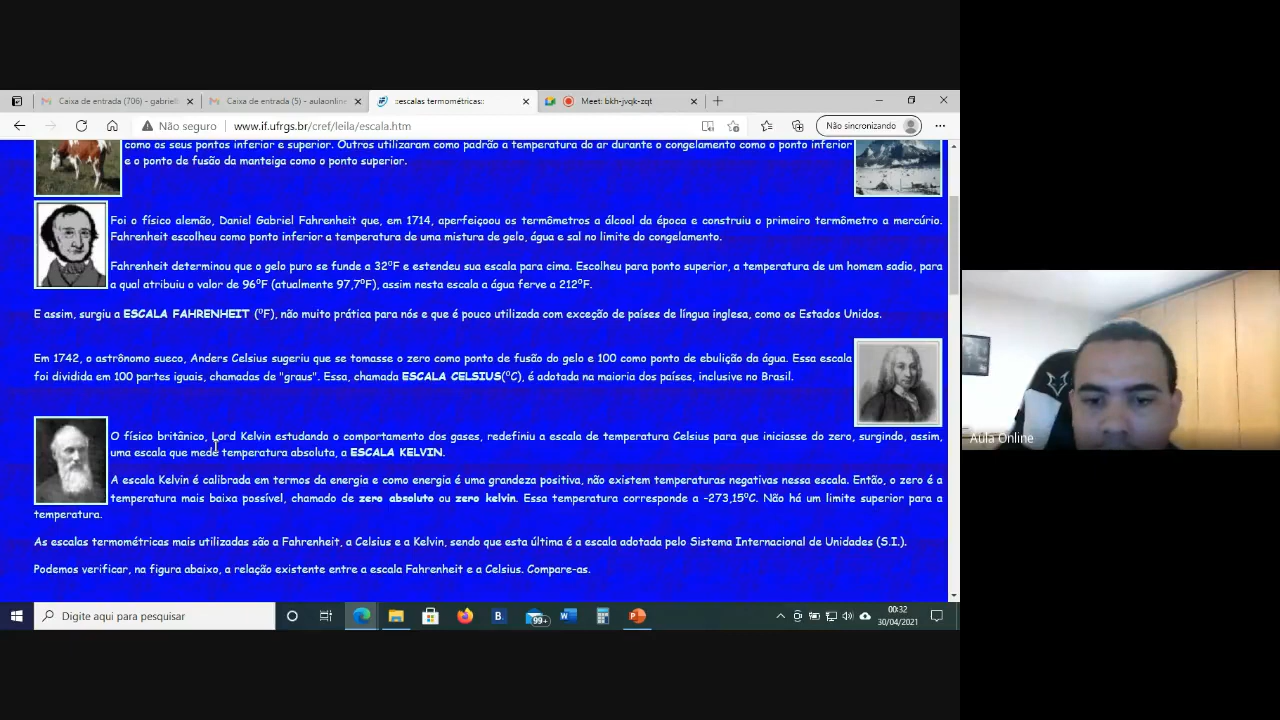 Caixa de entrada (706) - gabriell
Caixa de entrada (5) - aulaonline
::escalas termométricas::
Meet: bkh-jvqk-zqt
Não seguro
www.if.ufrgs.br/cref/leila/escala.htm
Não sincronizando
como os seus pontos inferior e superior. Outros utilizaram como padrão a temperatura do ar durante o congelamento como o ponto inferior
e o ponto de fusão da manteiga como o ponto superior.
Foi o físico alemão, Daniel Gabriel Fahrenheit que, em 1714, aperfeiçoou os termômetros a álcool da época e construiu o primeiro termômetro a mercúrio.
Fahrenheit escolheu como ponto inferior a temperatura de uma mistura de gelo, água e sal no limite do congelamento.
Fahrenheit determinou que o gelo puro se funde a 32ºF e estendeu sua escala para cima. Escolheu para ponto superior, a temperatura de um homem sadio, para
a qual atribuiu o valor de 96ºF (atualmente 97,7ºF), assim nesta escala a água ferve a 212ºF.
E assim, surgiu a ESCALA FAHRENHEIT (ºF), não muito prática para nós e que é pouco utilizada com exceção de países de língua inglesa, como os Estados Unidos.
Em 1742, o astrônomo sueco, Anders Celsius sugeriu que se tomasse o zero como ponto de fusão do gelo e 100 como ponto de ebulição da água. Essa escala
foi dividida em 100 partes iguais, chamadas de "graus". Essa, chamada ESCALA CELSIUS(ºC), é adotada na maioria dos países, inclusive no Brasil.
O físico britânico, Lord Kelvin estudando o comportamento dos gases, redefiniu a escala de temperatura Celsius para que iniciasse do zero, surgindo, assim,
uma escala que mede temperatura absoluta, a ESCALA KELVIN.
A escala Kelvin é calibrada em termos da energia e como energia é uma grandeza positiva, não existem temperaturas negativas nessa escala. Então, o zero é a
temperatura mais baixa possível, chamado de zero absoluto ou zero kelvin. Essa temperatura corresponde a -273,15ºC. Não há um limite superior para a
temperatura.
As escalas termométricas mais utilizadas são a Fahrenheit, a Celsius e a Kelvin, sendo que esta última é a escala adotada pelo Sistema Internacional de Unidades (S.I.).
Podemos verificar, na figura abaixo, a relação existente entre a escala Fahrenheit e a Celsius. Compare-as.
Aula Online
Digite aqui para pesquisar
B.
99+
00:32
30/04/2021